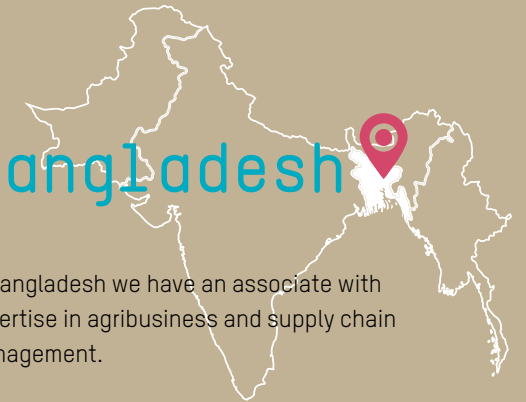 angladesh
angladesh we have an associate with
ertise in agribusiness and supply chain
nagement.